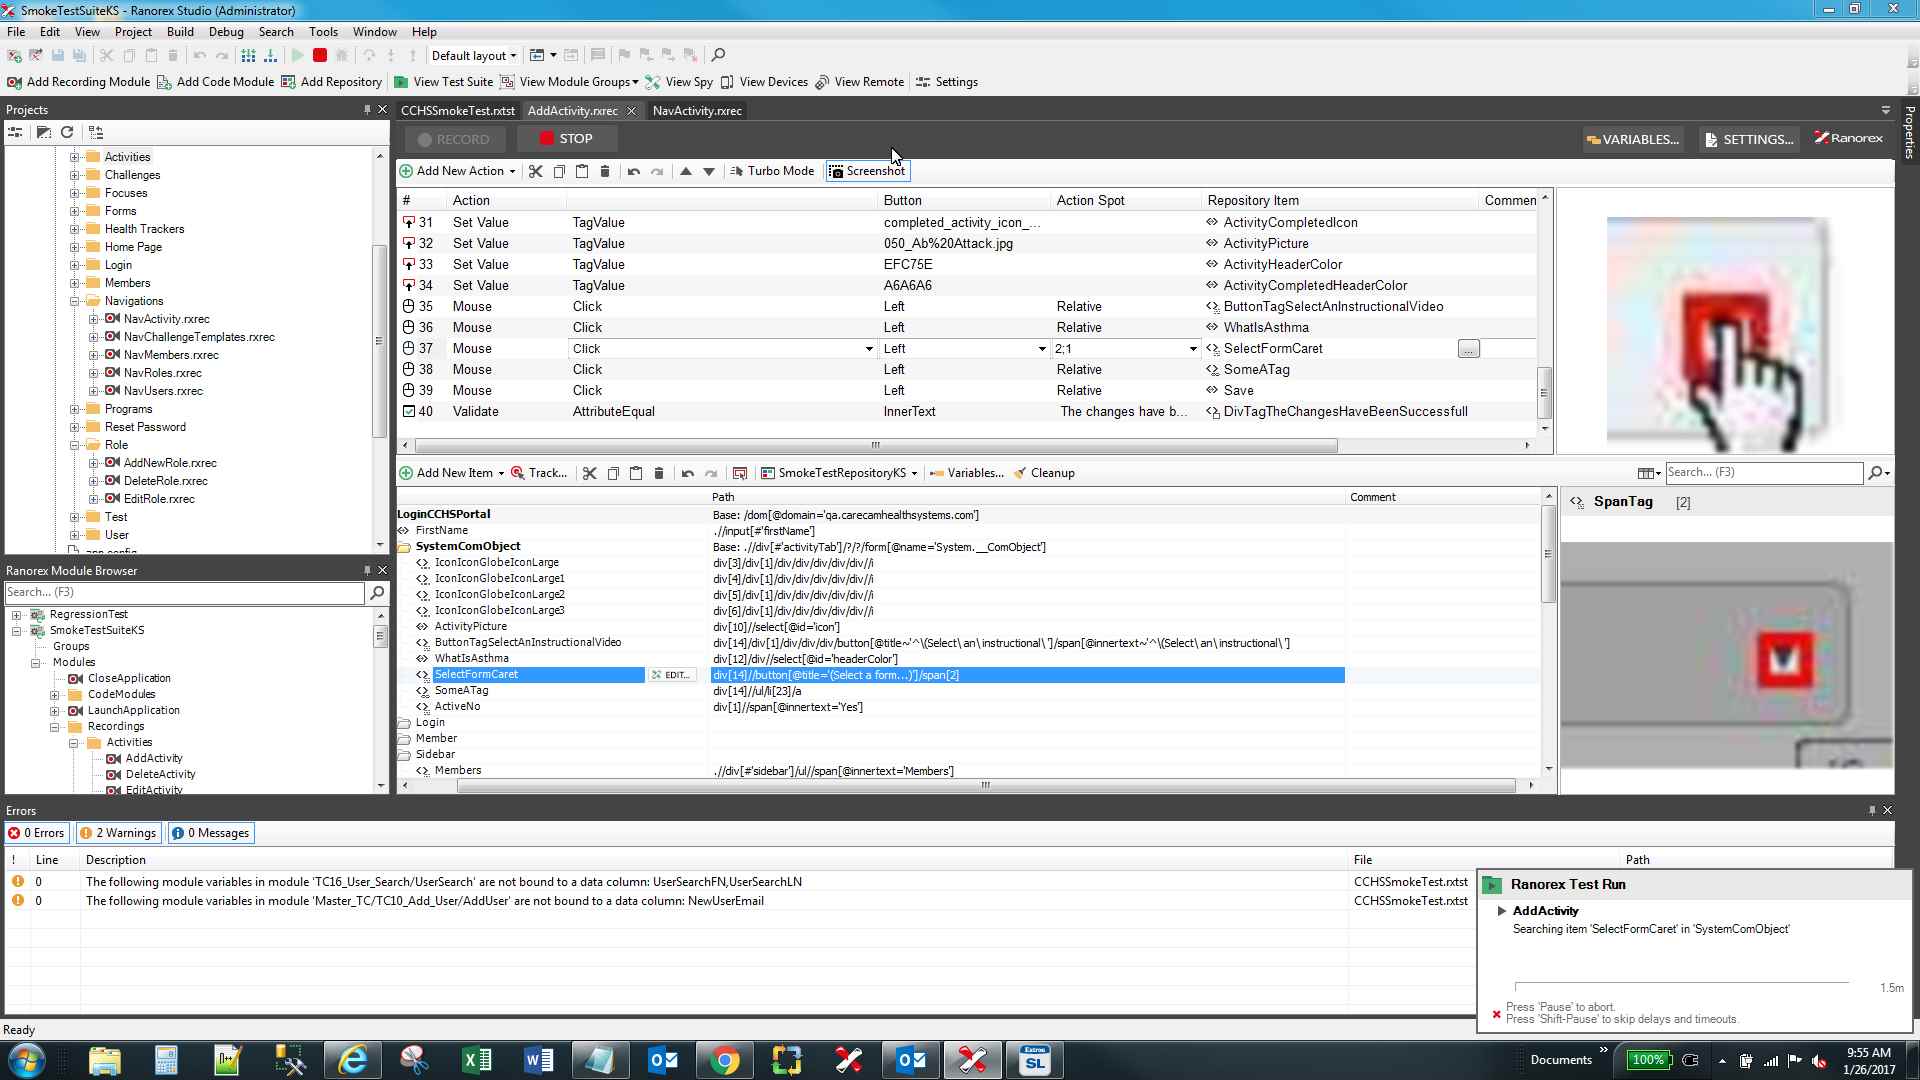 SmokeTestSuiteKS - Ranorex Studio (Administrator)
File Edit View Project Build Debug Search Tools Window Help
Default layout
Add Recording Module Add Code Module Add Repository View Test Suite View Module Groups View Spy View Devices View Remote Settings
Projects
Activities
Challenges
Focuses
Forms
Health Trackers
Home Page
Login
Members
Navigations
NavActivity.rxrec
NavChallengeTemplates.rxrec
NavMembers.rxrec
NavRoles.rxrec
NavUsers.rxrec
Programs
Reset Password
Role
AddNewRole.rxrec
DeleteRole.rxrec
EditRole.rxrec
Test
User
app.config
Ranorex Module Browser
Search... (F3)
RegressionTest
SmokeTestSuiteKS
Groups
Modules
CloseApplication
CodeModules
LaunchApplication
Recordings
Activities
AddActivity
DeleteActivity
EditActivity
CCHSSmokeTest.rxtst AddActivity.rxrec NavActivity.rxrec
RECORD STOP VARIABLES... SETTINGS... Ranorex
Properties
Add New Action Turbo Mode Screenshot
# Action Button Action Spot Repository Item Commen
31 Set Value TagValue completed_activity_icon_... ActivityCompletedIcon
32 Set Value TagValue 050_Ab%20Attack.jpg ActivityPicture
33 Set Value TagValue EFC75E ActivityHeaderColor
34 Set Value TagValue A6A6A6 ActivityCompletedHeaderColor
35 Mouse Click Left Relative ButtonTagSelectAnInstructionalVideo
36 Mouse Click Left Relative WhatIsAsthma
37 Mouse Click Left 2;1 SelectFormCaret ...
38 Mouse Click Left Relative SomeATag
39 Mouse Click Left Relative Save
40 Validate AttributeEqual InnerText The changes have b... DivTagTheChangesHaveBeenSuccessfull
Add New Item Track... SmokeTestRepositoryKS Variables... Cleanup Search... (F3)
Path Comment
LoginCCHSPortal Base: /dom[@domain='qa.carecamhealthsystems.com']
FirstName .//input[#'firstName']
SystemComObject Base: .//div[#'activityTab']/?/?/form[@name='System.__ComObject']
IconIconGlobeIconLarge div[3]/div[1]/div/div/div/div/div//i
IconIconGlobeIconLarge1 div[4]/div[1]/div/div/div/div/div//i
IconIconGlobeIconLarge2 div[5]/div[1]/div/div/div/div/div//i
IconIconGlobeIconLarge3 div[6]/div[1]/div/div/div/div/div//i
ActivityPicture div[10]//select[@id='icon']
ButtonTagSelectAnInstructionalVideo div[14]/div[1]/div/div/div/button[@title~'^\(Select\ an\ instructional\ ']/span[@innertext~'^\(Select\ an\ instructional\ ']
WhatIsAsthma div[12]/div//select[@id='headerColor']
SelectFormCaret EDIT... div[14]//button[@title='(Select a form...)']/span[2]
SomeATag div[14]//ul/li[23]/a
ActiveNo div[1]//span[@innertext='Yes']
Login
Member
Sidebar
Members .//div[#'sidebar']/ul//span[@innertext='Members']
SpanTag [2]
Errors
0 Errors 2 Warnings 0 Messages
! Line Description File Path
0 The following module variables in module 'TC16_User_Search/UserSearch' are not bound to a data column: UserSearchFN,UserSearchLN CCHSSmokeTest.rxtst
0 The following module variables in module 'Master_TC/TC10_Add_User/AddUser' are not bound to a data column: NewUserEmail CCHSSmokeTest.rxtst
Ranorex Test Run
AddActivity
Searching item 'SelectFormCaret' in 'SystemComObject'
1.5m
Press 'Pause' to abort.
Press 'Shift-Pause' to skip delays and timeouts.
Ready
Extron SL
Documents 100% 9:55 AM
1/26/2017